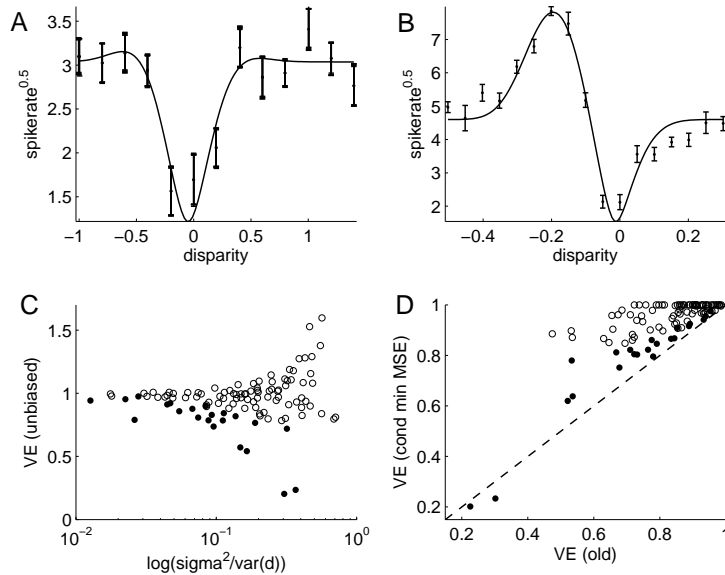 A
3.5
3
2.5
2
1.5
spikerate^0.5
−1 −0.5 0 0.5 1
disparity
B
7
6
5
4
3
2
spikerate^0.5
−0.4 −0.2 0 0.2
disparity
C
1.5
1
0.5
0
VE (unbiased)
10^−2 10^−1 10^0
log(sigma^2/var(d))
D
1
0.8
0.6
0.4
0.2
VE (cond min MSE)
0.2 0.4 0.6 0.8 1
VE (old)